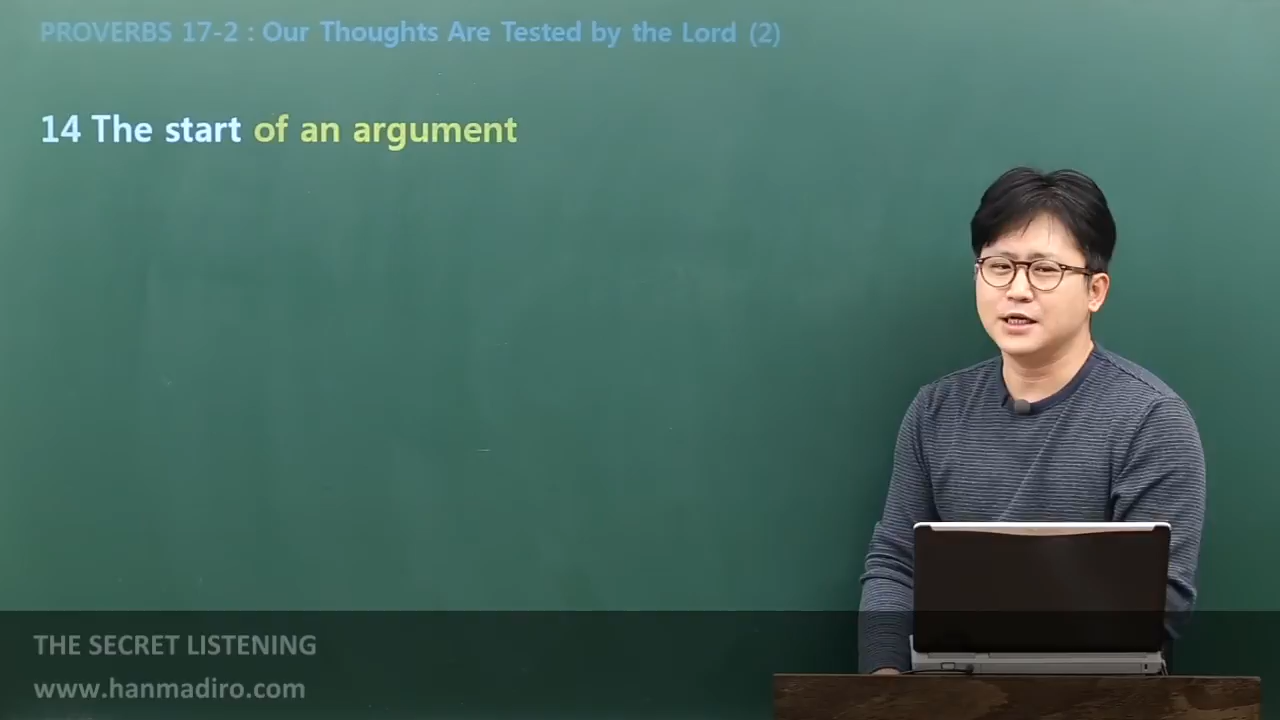 PROVERBS 17-2 : Our Thoughts Are Tested by the Lord (2)
14 The start of an argument
THE SECRET LISTENING
www.hanmadiro.com